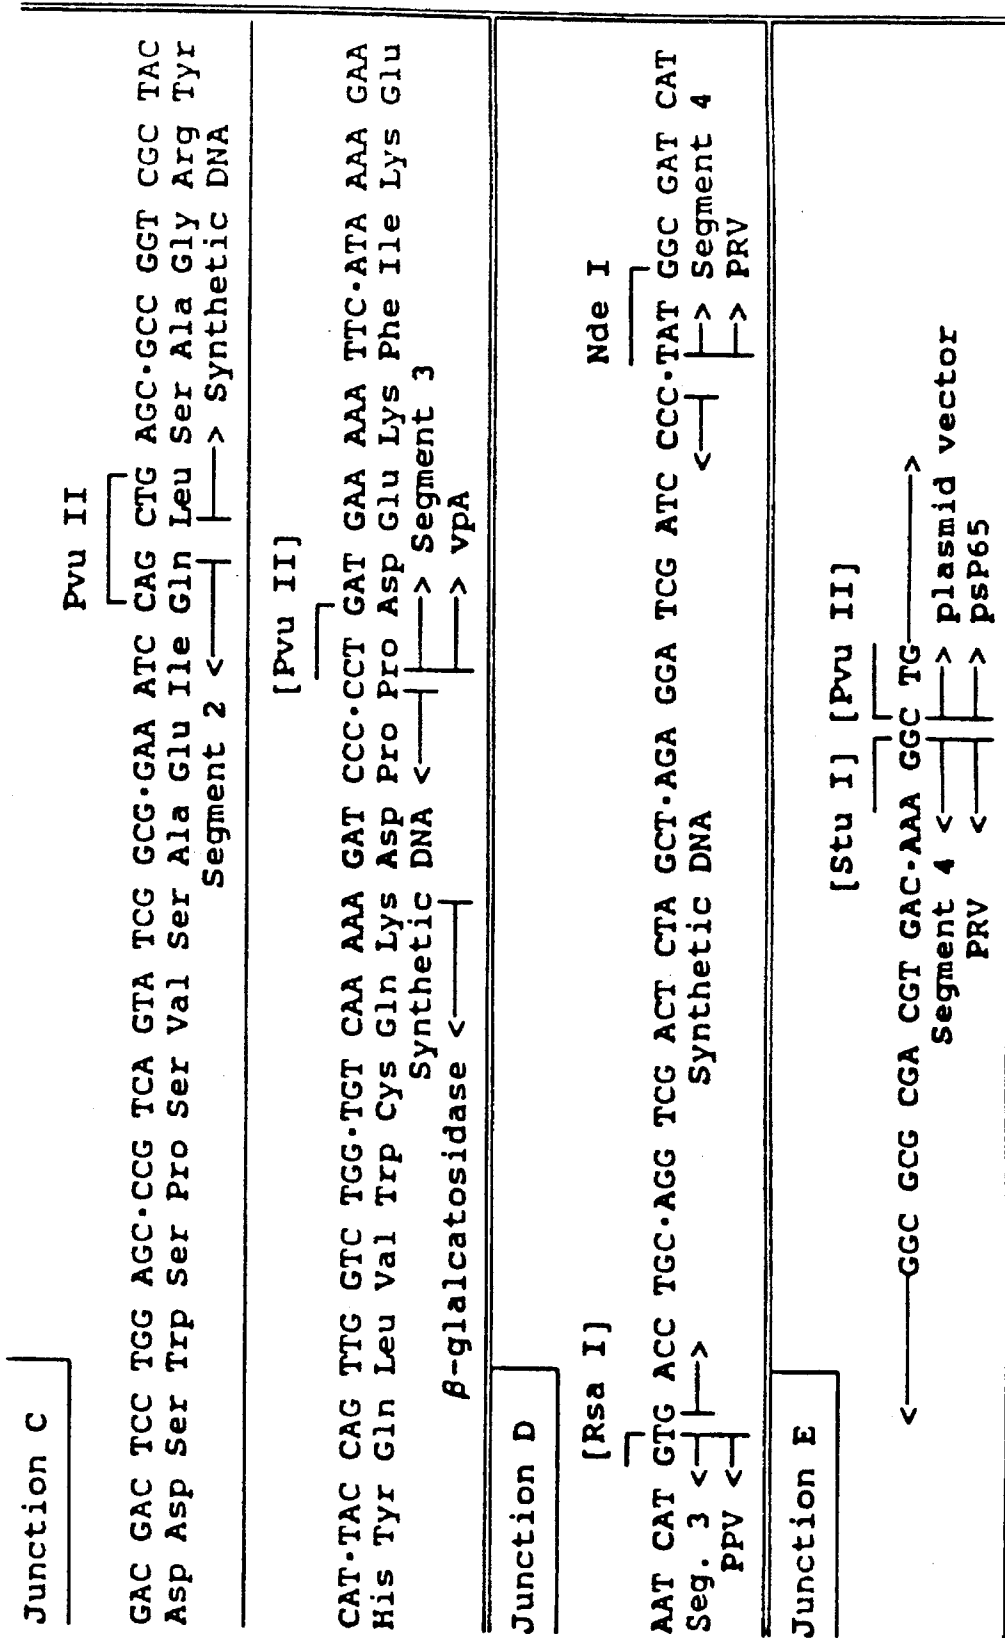 Junction C
Pvu II
GAC GAC TCC TGG AGC·CCG TCA GTA TCG GCG·GAA ATC CAG CTG AGC·GCC GGT CGC TAC
Asp Asp Ser Trp Ser Pro Ser Val Ser Ala Glu Ile Gln Leu Ser Ala Gly Arg Tyr
Segment 2 <——— ———> Synthetic DNA
[Pvu II]
CAT·TAC CAG TTG GTC TGG·TGT CAA AAA GAT CCC·CCT GAT GAA AAA TTC·ATA AAA GAA
His Tyr Gln Leu Val Trp Cys Gln Lys Asp Pro Pro Asp Glu Lys Phe Ile Lys Glu
Synthetic DNA <——— ———> Segment 3
β-glalcatosidase <——— ———> vpA
Junction D
[Rsa I] Nde I
AAT CAT GTG ACC TGC·AGG TCG ACT CTA GCT·AGA GGA TCG ATC CCC·TAT GGC GAT CAT
Seg. 3 <—— ——> <—— ——> Segment 4
Synthetic DNA
PPV <—— ——> PRV
Junction E
[Stu I] [Pvu II]
<———GGC GCG CGA CGT GAC·AAA GGC TG———>
Segment 4 <—— ——> plasmid vector
PRV <—— ——> psP65